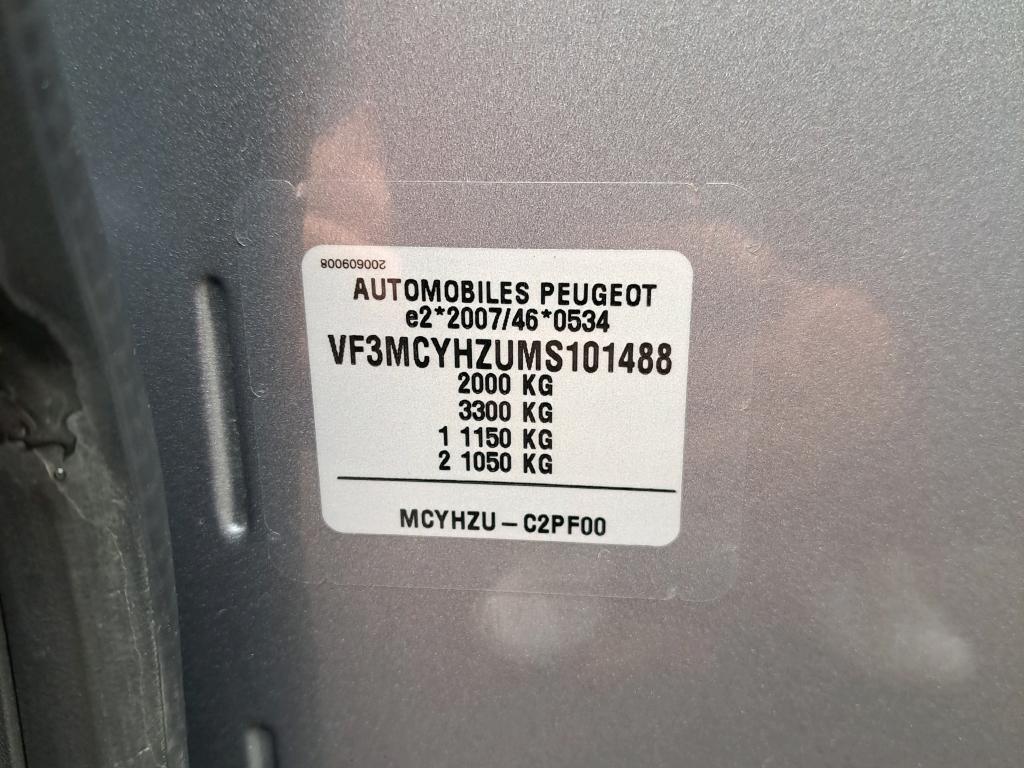 200609008
AUTOMOBILES PEUGEOT
e2*2007/46*0534
VF3MCYHZUMS101488
2000 KG
3300 KG
1 1150 KG
2 1050 KG
MCYHZU – C2PF00